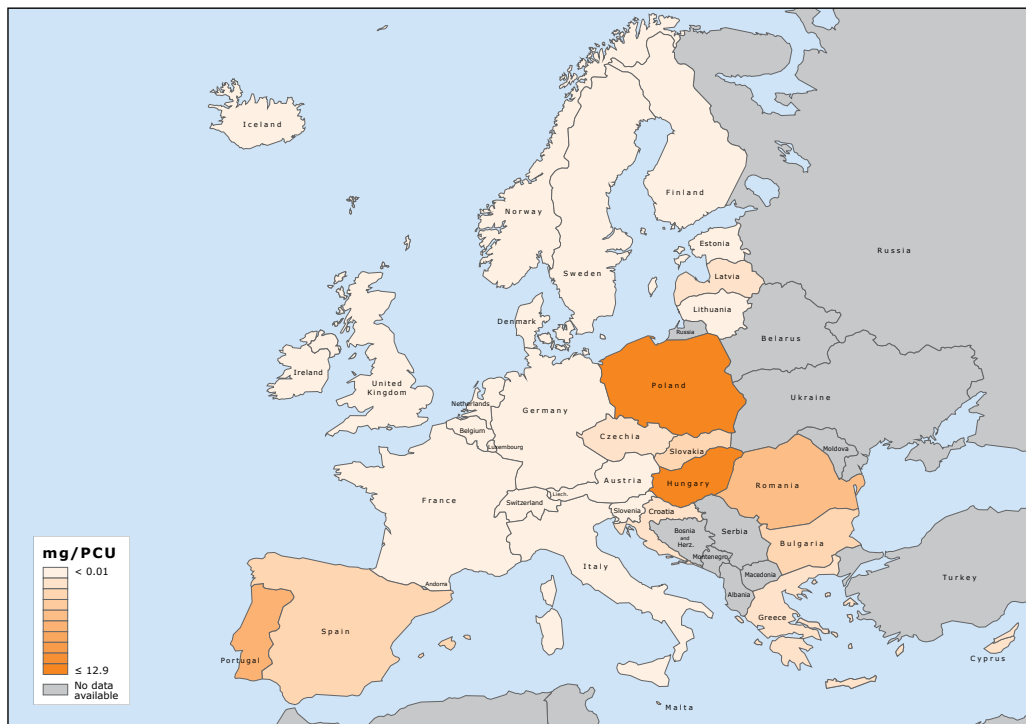 Iceland
Finland
Norway
Russia
Estonia
Sweden
Latvia
Lithuania
Denmark
Russia
Belarus
Ireland
United
Kingdom
Poland
Netherlands
Ukraine
Germany
Belgium
Czechia
Luxembourg
Slovakia
Moldova
Austria
Hungary
Romania
France
Liech.
Switzerland
Slovenia
Croatia
Bosnia
and
Herz.
Serbia
Bulgaria
Montenegro
Italy
Macedonia
Andorra
Albania
Turkey
Greece
Spain
Portugal
Cyprus
Malta
mg/PCU
< 0.01
≤ 12.9
No data
available